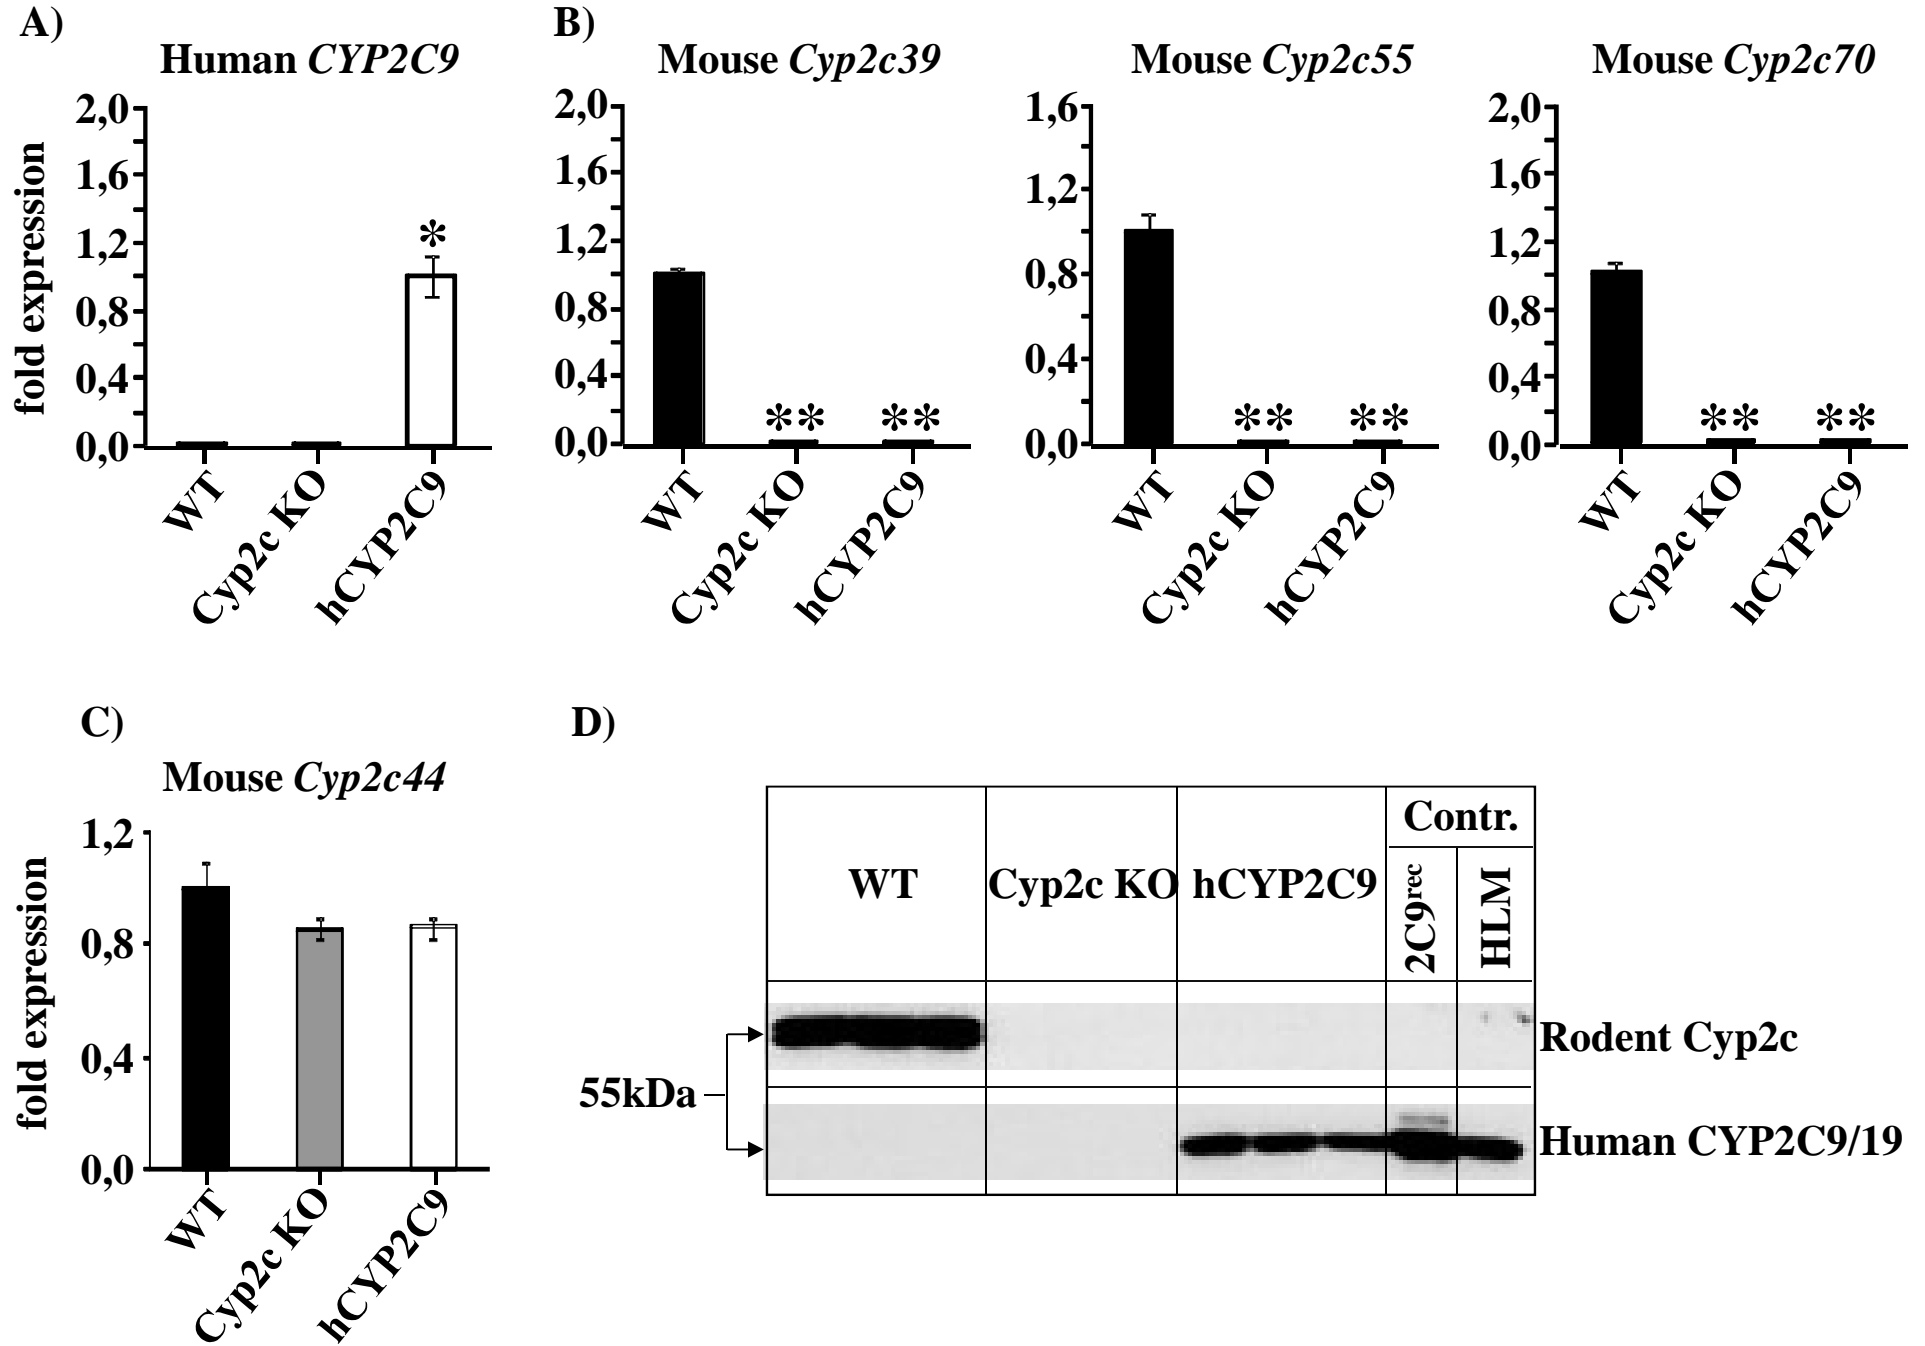 A)
Human CYP2C9
fold expression
2,0
1,6
1,2
0,8
0,4
0,0
*
WT
Cyp2c KO
hCYP2C9
B)
Mouse Cyp2c39
2,0
1,6
1,2
0,8
0,4
0,0
**
**
WT
Cyp2c KO
hCYP2C9
Mouse Cyp2c55
1,6
1,2
0,8
0,4
0,0
**
**
WT
Cyp2c KO
hCYP2C9
Mouse Cyp2c70
2,0
1,6
1,2
0,8
0,4
0,0
**
**
WT
Cyp2c KO
hCYP2C9
C)
Mouse Cyp2c44
fold expression
1,2
0,8
0,4
0,0
WT
Cyp2c KO
hCYP2C9
D)
WT
Cyp2c KO
hCYP2C9
Contr.
2C9rec
HLM
55kDa
Rodent Cyp2c
Human CYP2C9/19